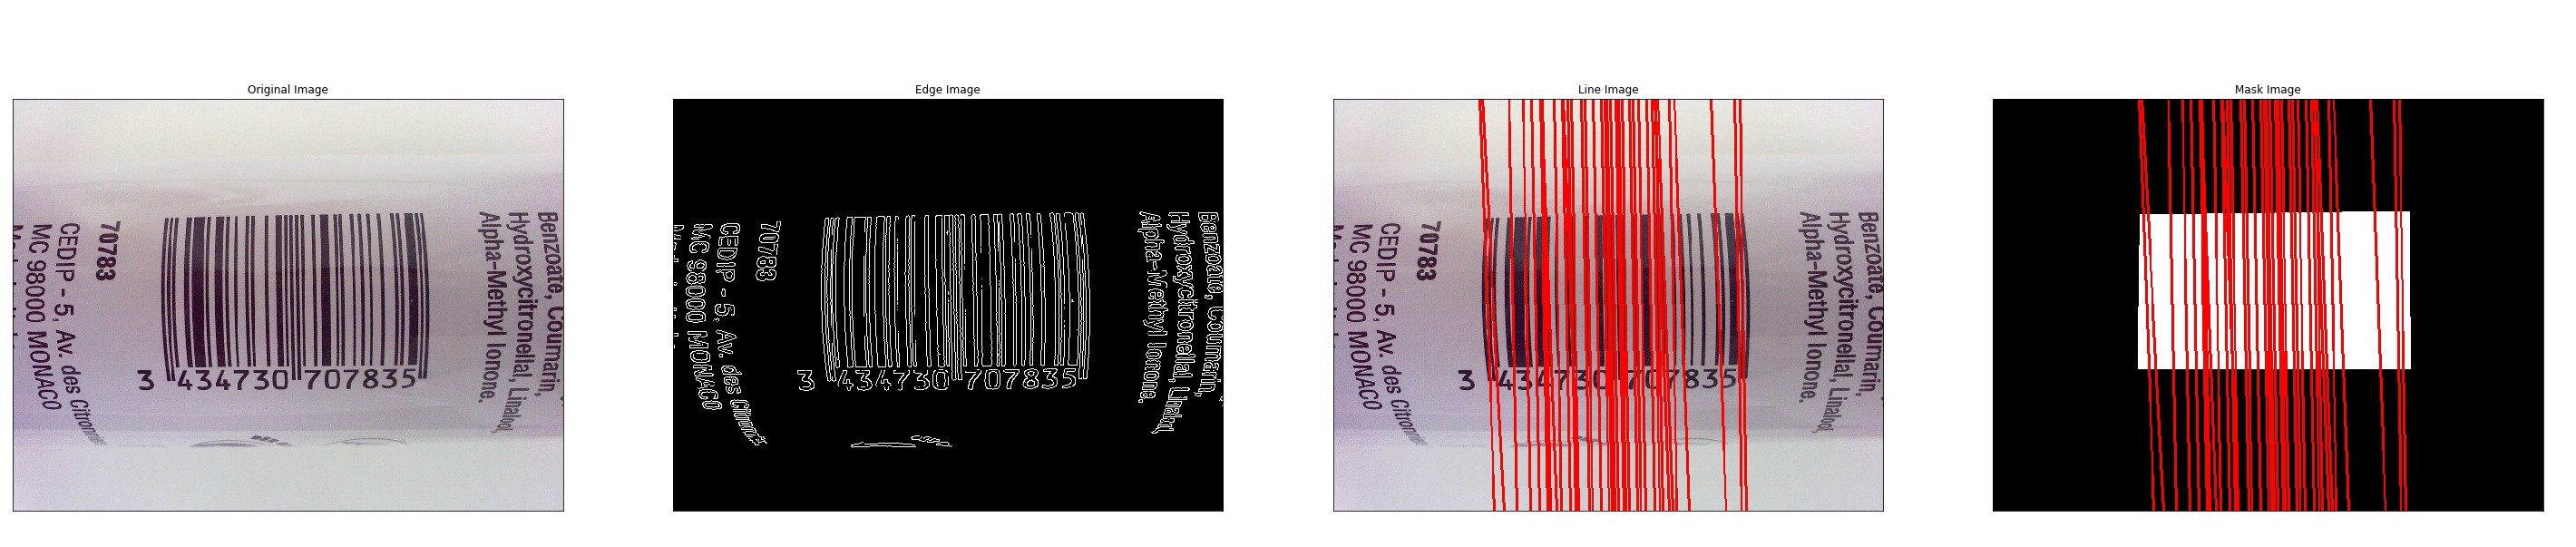 Original Image
70783
CEDIP - 5, Av. des Citronniers
MC 98000 MONACO
3 434730 707835
Benzoate, Coumarin,
Hydroxycitronellal, Linalool,
Alpha-Methyl Ionone,
Edge Image
70783
CEDIP - 5, Av. des
MC 98000 MONACO
3 434730 707835
Benzoate, Coumarin,
Hydroxycitronellal,
Alpha-Methyl Ionone,
Line Image
70783
CEDIP - 5, Av. des Citronniers
MC 98000 MONACO
3 434730 707835
Benzoate, Coumarin,
Hydroxycitronellal, Linalool,
Alpha-Methyl Ionone,
Mask Image